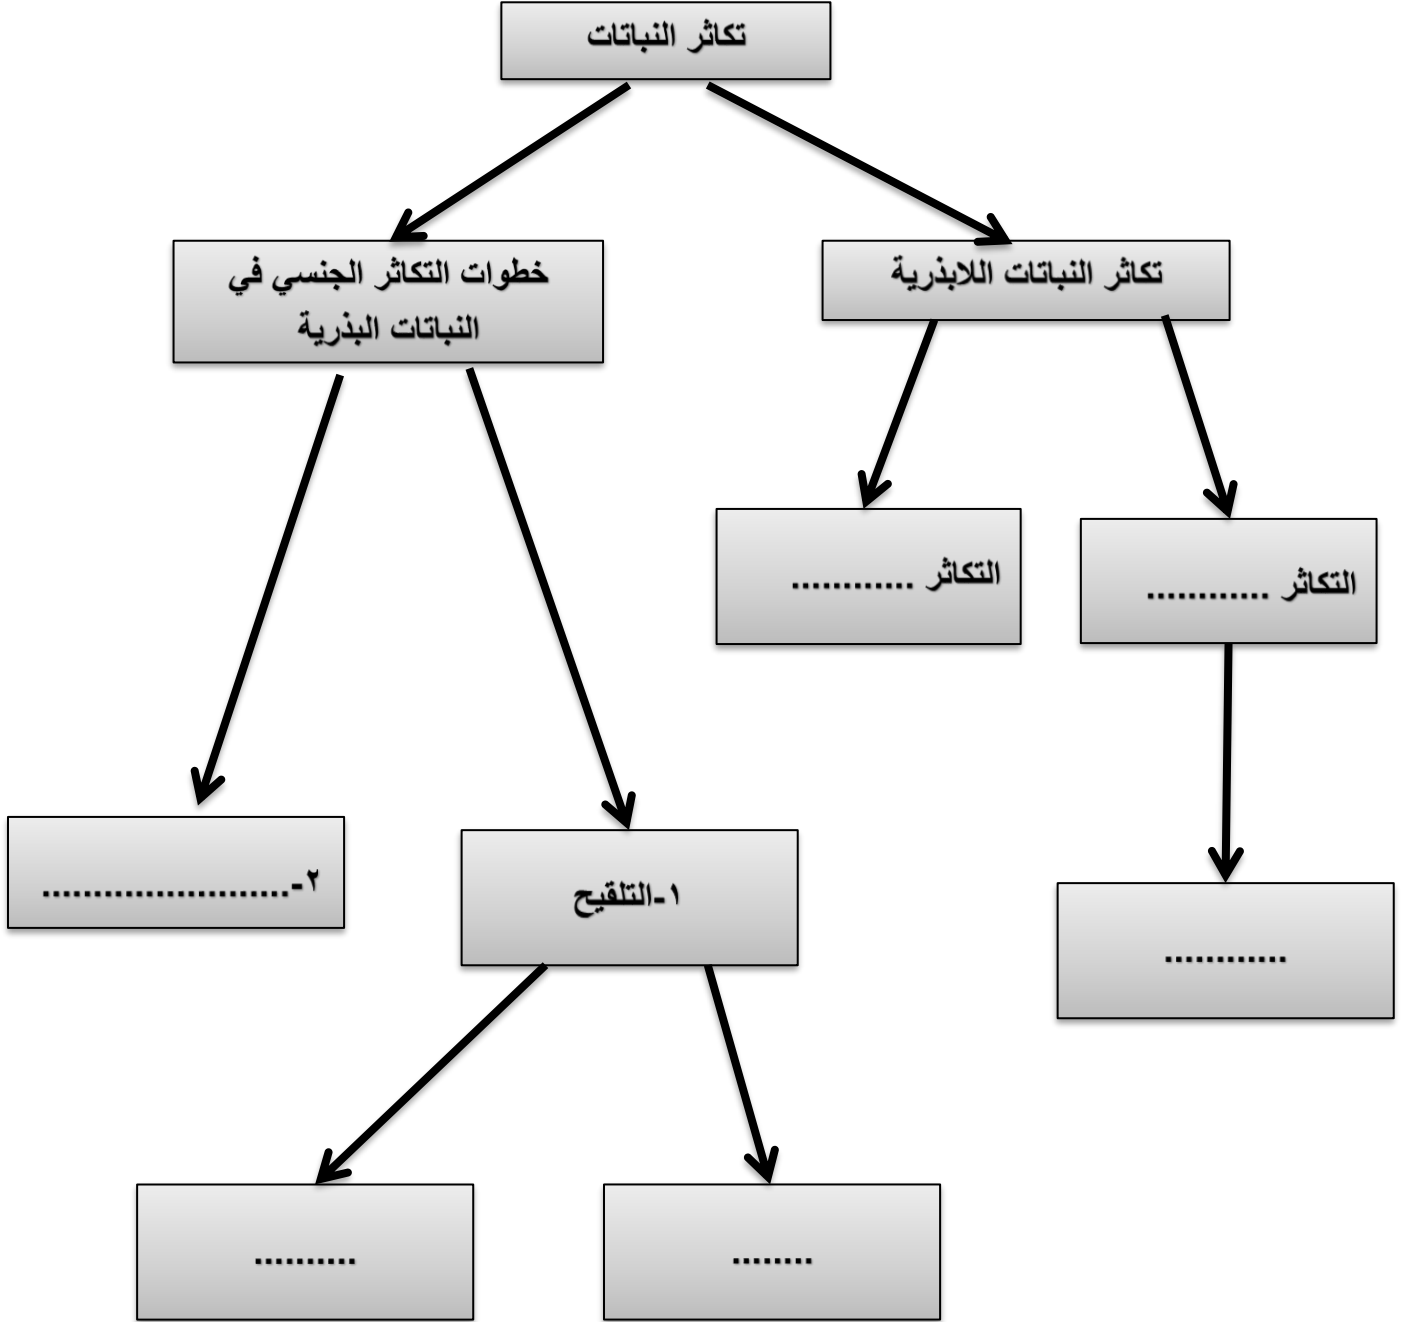 تكاثر النباتات
تكاثر النباتات اللابذرية
خطوات التكاثر الجنسي في
النباتات البذرية
التكاثر ............
التكاثر ............
............
١-التلقيح
٢-........................
........
..........